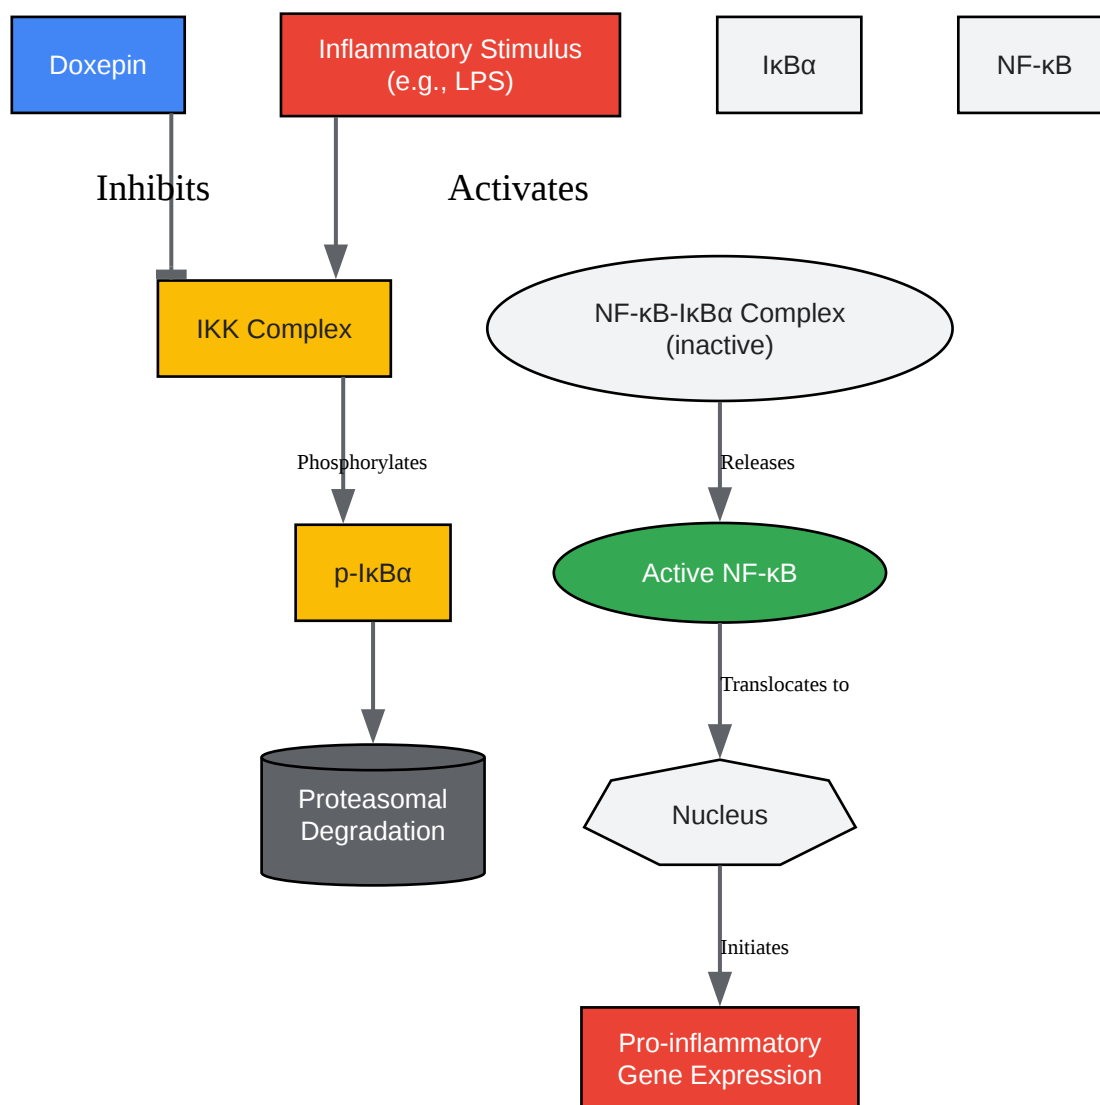 Doxepin
Inflammatory Stimulus
(e.g., LPS)
IκBα
NF-κB
Inhibits
Activates
IKK Complex
NF-κB-IκBα Complex
(inactive)
Phosphorylates
Releases
p-IκBα
Active NF-κB
Translocates to
Proteasomal
Degradation
Nucleus
Initiates
Pro-inflammatory
Gene Expression